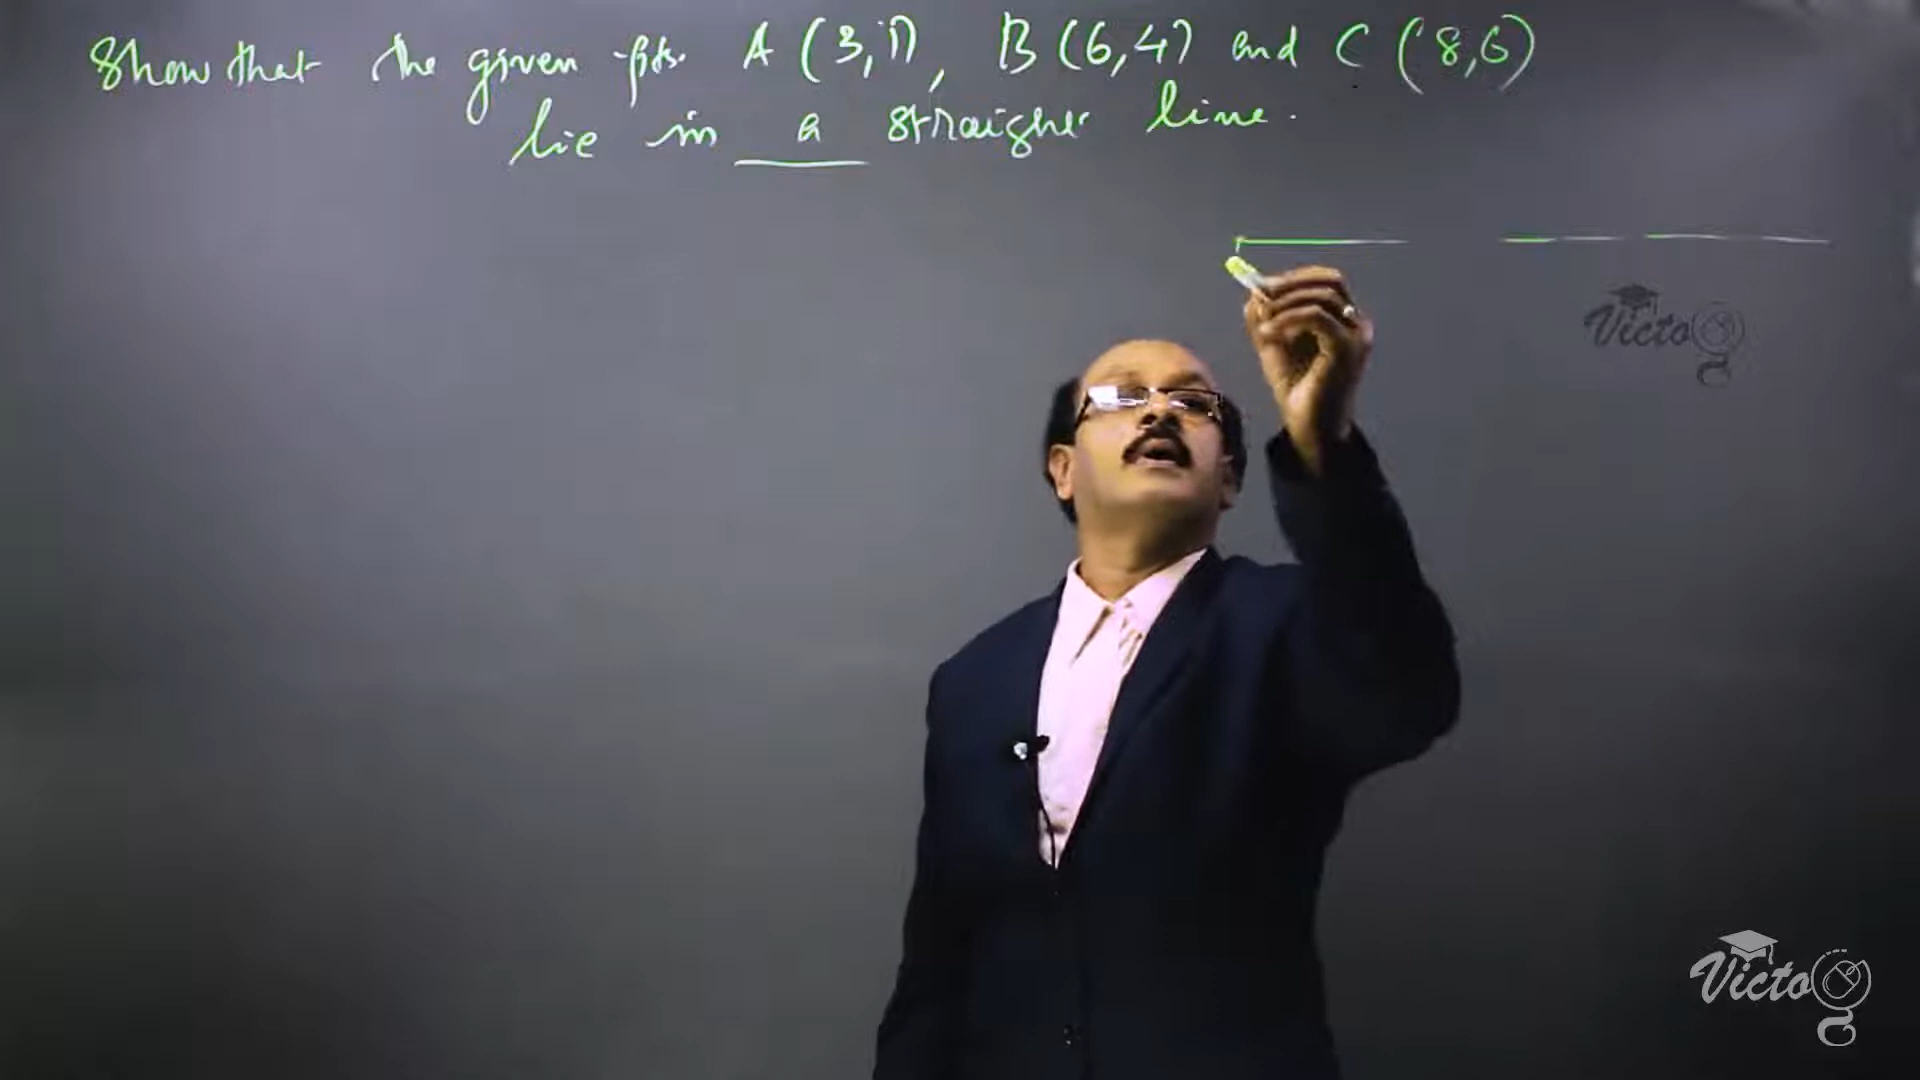 Show that the given pts. A (3,1), B (6,4) and C (8,6)
lie in a straight line.
Victo
Victo